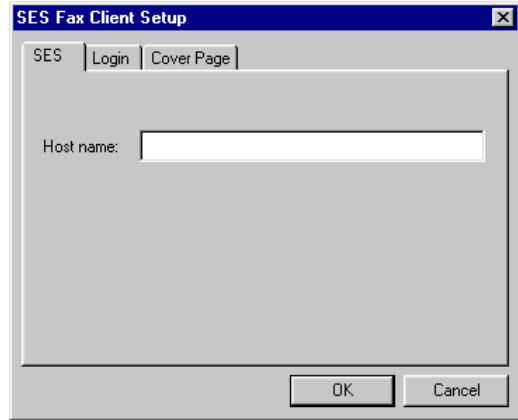 SES Fax Client Setup
SES Login Cover Page
Host name:
OK Cancel